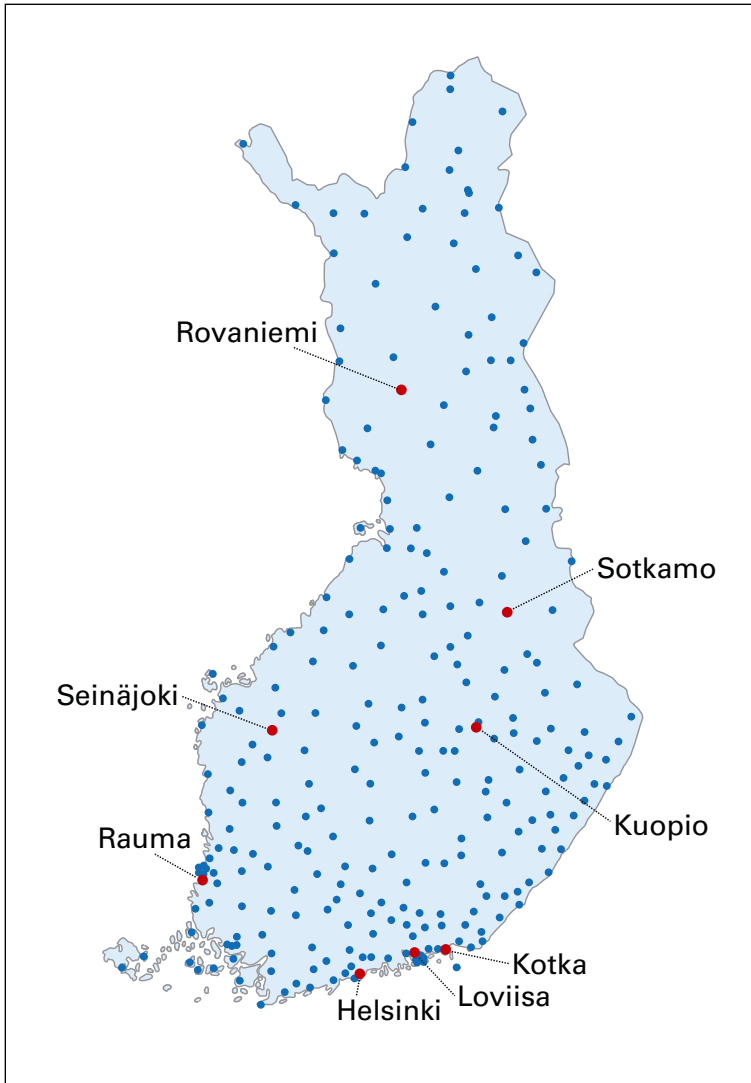 Rovaniemi
Sotkamo
Seinäjoki
Kuopio
Rauma
Kotka
Loviisa
Helsinki